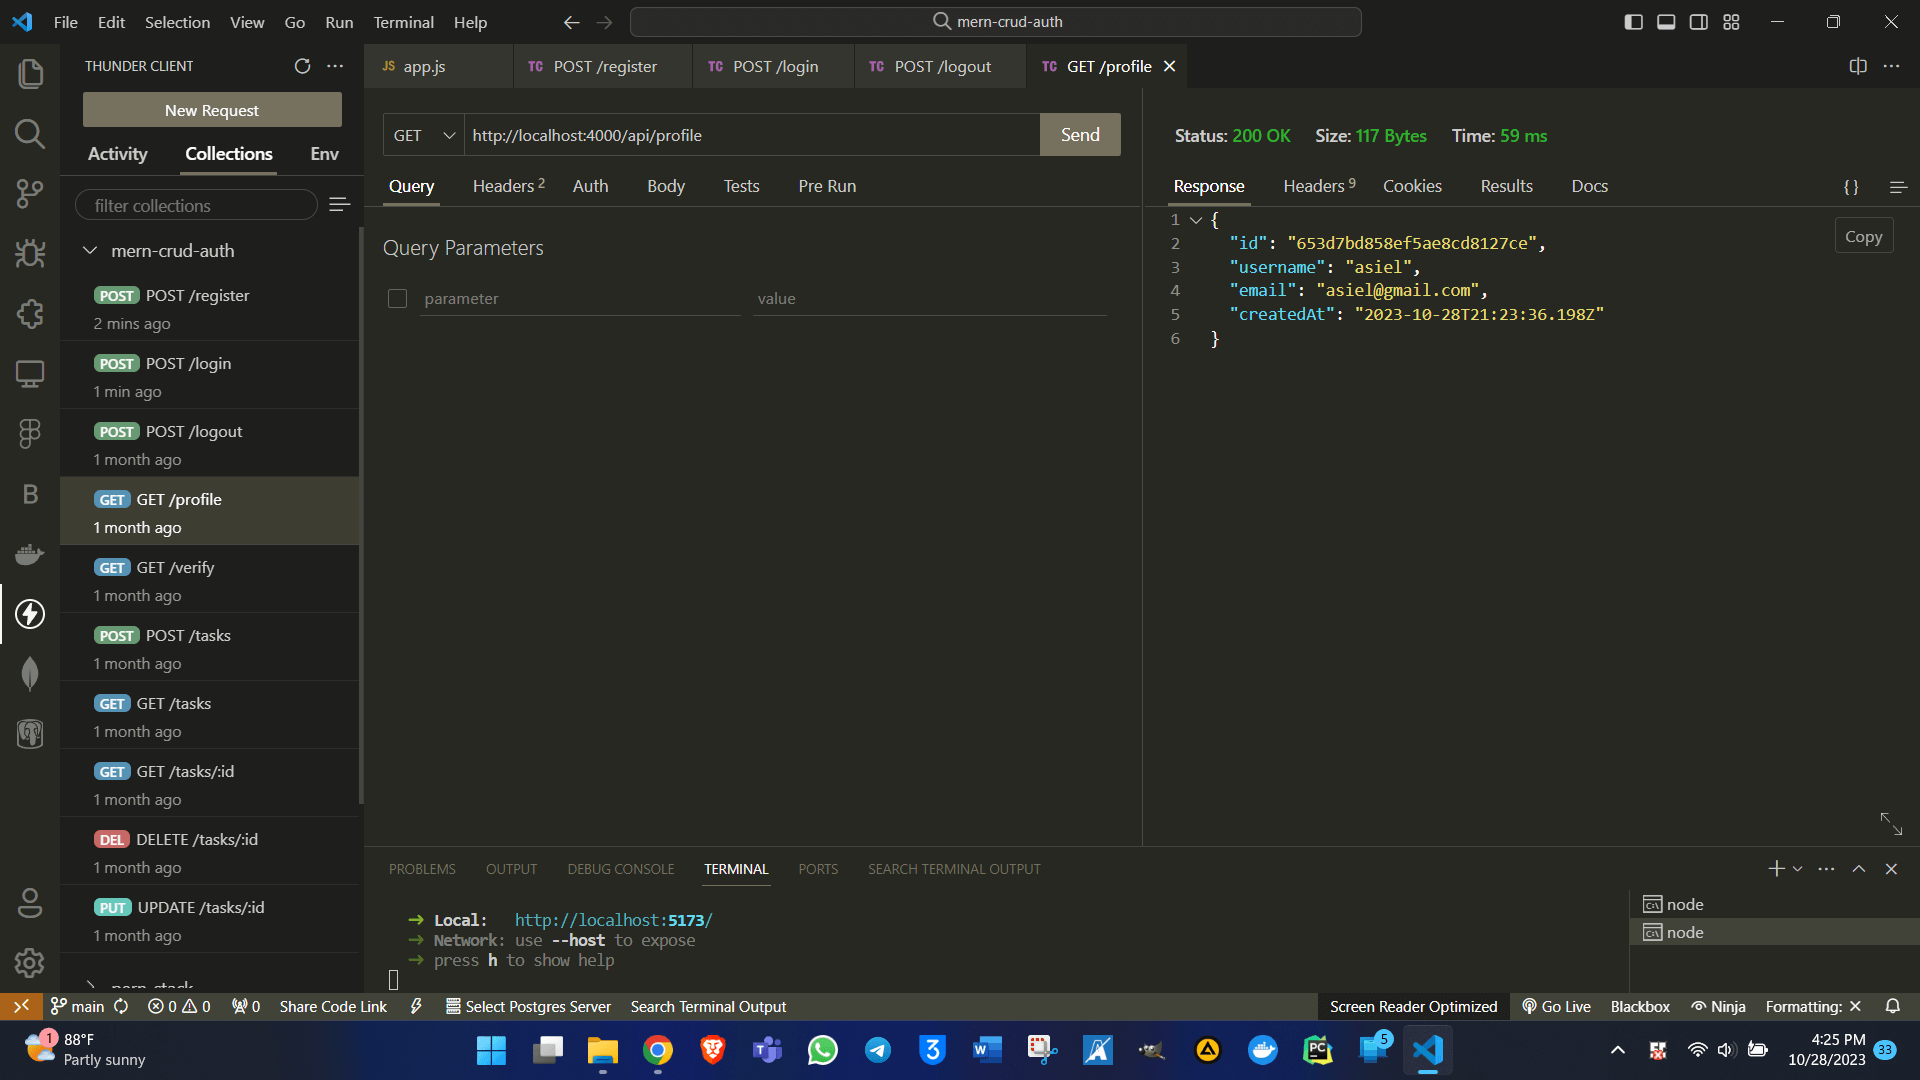 File Edit Selection View Go Run Terminal Help
mern-crud-auth
THUNDER CLIENT
New Request
Activity Collections Env
filter collections
mern-crud-auth
POST POST /register
2 mins ago
POST POST /login
1 min ago
POST POST /logout
1 month ago
GET GET /profile
1 month ago
GET GET /verify
1 month ago
POST POST /tasks
1 month ago
GET GET /tasks
1 month ago
GET GET /tasks/:id
1 month ago
DEL DELETE /tasks/:id
1 month ago
PUT UPDATE /tasks/:id
1 month ago
JS app.js TC POST /register TC POST /login TC POST /logout TC GET /profile
GET http://localhost:4000/api/profile Send
Query Headers 2 Auth Body Tests Pre Run
Query Parameters
parameter value
Status: 200 OK Size: 117 Bytes Time: 59 ms
Response Headers 9 Cookies Results Docs { }
Copy
1 {
2 "id": "653d7bd858ef5ae8cd8127ce",
3 "username": "asiel",
4 "email": "asiel@gmail.com",
5 "createdAt": "2023-10-28T21:23:36.198Z"
6 }
PROBLEMS OUTPUT DEBUG CONSOLE TERMINAL PORTS SEARCH TERMINAL OUTPUT
➜ Local: http://localhost:5173/
➜ Network: use --host to expose
➜ press h to show help
node
node
main 0 0 0 Share Code Link Select Postgres Server Search Terminal Output Screen Reader Optimized Go Live Blackbox Ninja Formatting: ✕
1 88°F
Partly sunny
5
4:25 PM
10/28/2023
33